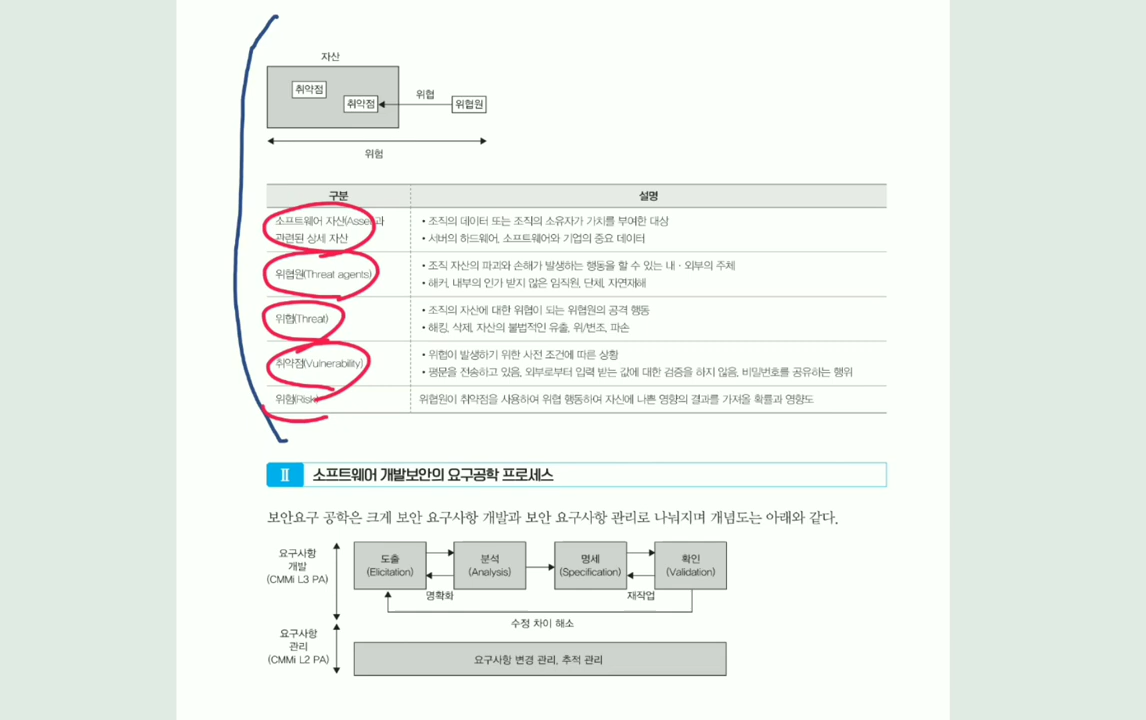 자산
취약점
취약점
위협
위협원
위험
구분 설명
소프트웨어 자산(Asset)과 관련된 상세 자산
• 조직의 데이터 또는 조직의 소유자가 가치를 부여한 대상
• 서버의 하드웨어, 소프트웨어와 기업의 중요 데이터
위협원(Threat agents)
• 조직 자산의 파괴와 손해가 발생하는 행동을 할 수 있는 내 · 외부의 주체
• 해커, 내부의 인가 받지 않은 임직원, 단체, 자연재해
위협(Threat)
• 조직의 자산에 대한 위협이 되는 위협원의 공격 행동
• 해킹, 삭제, 자산의 불법적인 유출, 위/변조, 파손
취약점(Vulnerability)
• 위협이 발생하기 위한 사전 조건에 따른 상황
• 평문을 전송하고 있음, 외부로부터 입력 받는 값에 대한 검증을 하지 않음, 비밀번호를 공유하는 행위
위험(Risk)
위협원이 취약점을 사용하여 위협 행동하여 자산에 나쁜 영향의 결과를 가져올 확률과 영향도
Ⅱ 소프트웨어 개발보안의 요구공학 프로세스
보안요구 공학은 크게 보안 요구사항 개발과 보안 요구사항 관리로 나눠지며 개념도는 아래와 같다.
요구사항
개발
(CMMi L3 PA)
도출
(Elicitation)
분석
(Analysis)
명세
(Specification)
확인
(Validation)
명확화
재작업
수정 차이 해소
요구사항
관리
(CMMi L2 PA)
요구사항 변경 관리, 추적 관리